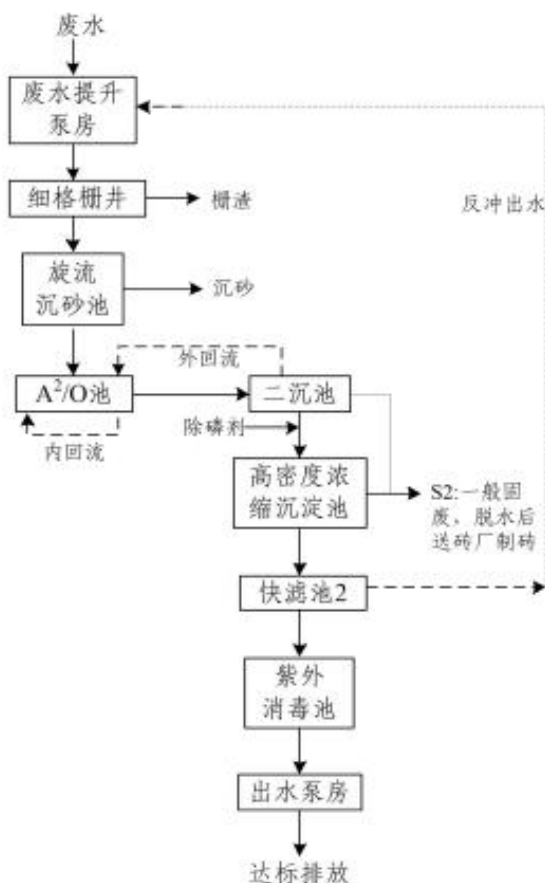 废水
废水提升
泵房
细格栅井
栅渣
反冲出水
旋流
沉砂池
沉砂
外回流
A²/O池
二沉池
内回流
除磷剂
高密度浓
缩沉淀池
S2:一般固
废，脱水后
送砖厂制砖
快滤池2
紫外
消毒池
出水泵房
达标排放